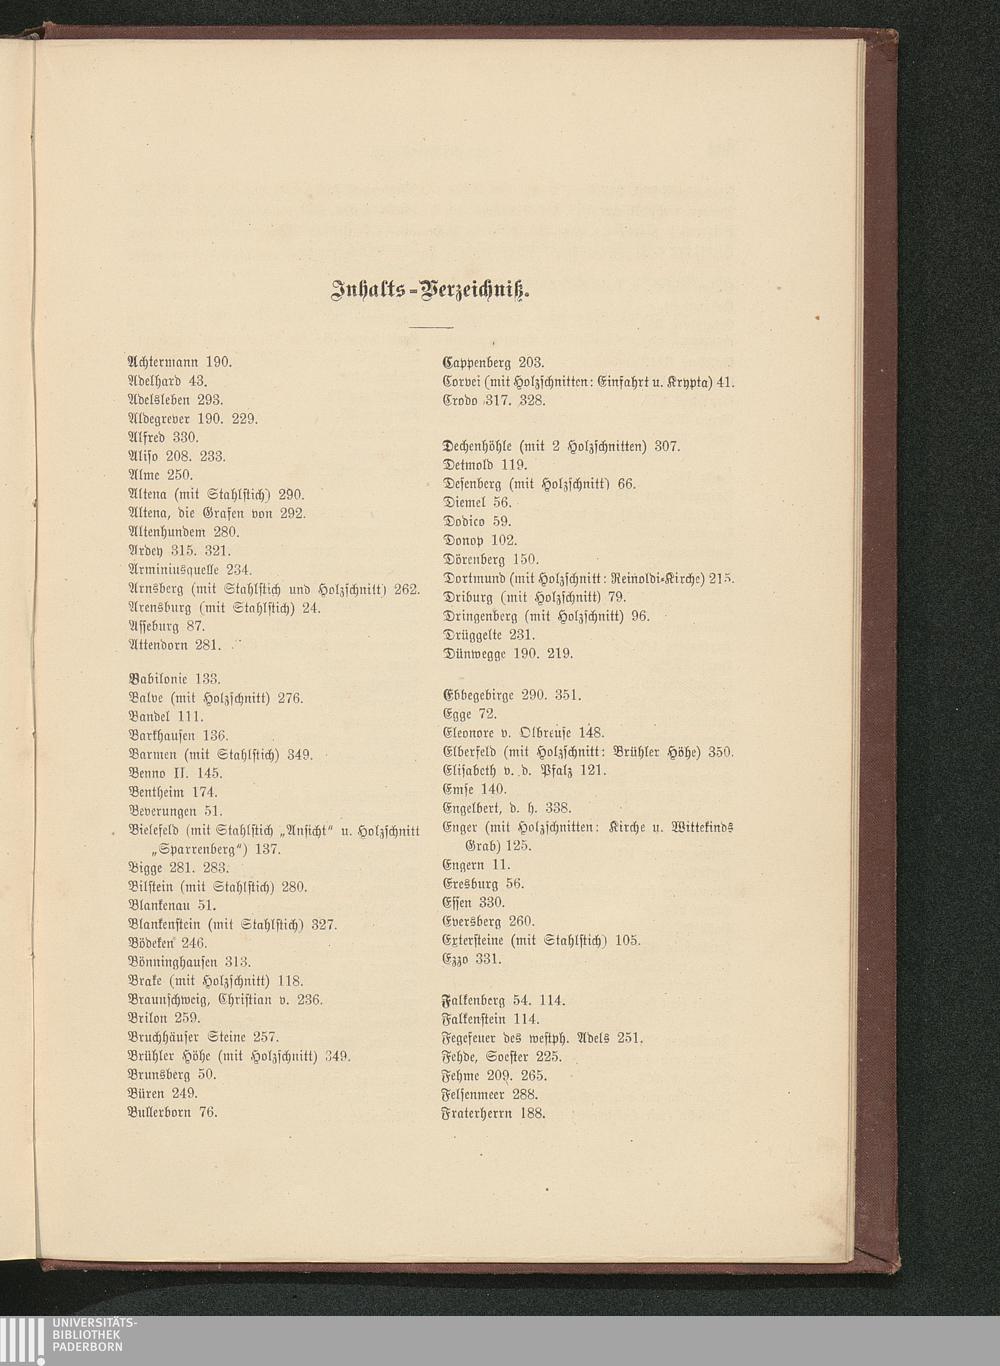 Inhalts-Verzeichniß.
Achtermann 190.
Adelhard 43.
Adelsleben 293.
Aldegrever 190. 229.
Alfred 330.
Aliso 208. 233.
Alme 250.
Altena (mit Stahlstich) 290.
Altena, die Grafen von 292.
Altenhundem 280.
Ardey 315. 321.
Arminiusquelle 234.
Arnsberg (mit Stahlstich und Holzschnitt) 262.
Arensburg (mit Stahlstich) 24.
Asseburg 87.
Attendorn 281.
Babilonie 133.
Balve (mit Holzschnitt) 276.
Bandel 111.
Barkhausen 136.
Barmen (mit Stahlstich) 349.
Benno II. 145.
Bentheim 174.
Beverungen 51.
Bielefeld (mit Stahlstich „Ansicht“ u. Holzschnitt
„Sparrenberg“) 137.
Bigge 281. 283.
Bilstein (mit Stahlstich) 280.
Blankenau 51.
Blankenstein (mit Stahlstich) 327.
Bödeken 246.
Bönninghausen 313.
Brake (mit Holzschnitt) 118.
Braunschweig, Christian v. 236.
Brilon 259.
Bruchhäuser Steine 257.
Brühler Höhe (mit Holzschnitt) 349.
Brunsberg 50.
Büren 249.
Bullerborn 76.
Cappenberg 203.
Corvei (mit Holzschnitten: Einfahrt u. Krypta) 41.
Crodo 317. 328.
Dechenhöhle (mit 2 Holzschnitten) 307.
Detmold 119.
Desenberg (mit Holzschnitt) 66.
Diemel 56.
Dodico 59.
Donop 102.
Dörenberg 150.
Dortmund (mit Holzschnitt: Reinoldi-Kirche) 215.
Driburg (mit Holzschnitt) 79.
Dringenberg (mit Holzschnitt) 96.
Drüggelte 231.
Dünwegge 190. 219.
Ebbegebirge 290. 351.
Egge 72.
Eleonore v. Olbreuse 148.
Elberfeld (mit Holzschnitt: Brühler Höhe) 350.
Elisabeth v. d. Pfalz 121.
Emse 140.
Engelbert, d. h. 338.
Enger (mit Holzschnitten: Kirche u. Wittekinds
Grab) 125.
Engern 11.
Eresburg 56.
Essen 330.
Eversberg 260.
Extersteine (mit Stahlstich) 105.
Ezzo 331.
Falkenberg 54. 114.
Falkenstein 114.
Fegefeuer des westph. Adels 251.
Fehde, Soester 225.
Fehme 209. 265.
Felsenmeer 288.
Fraterherrn 188.
UNIVERSITÄTS-
BIBLIOTHEK
PADERBORN